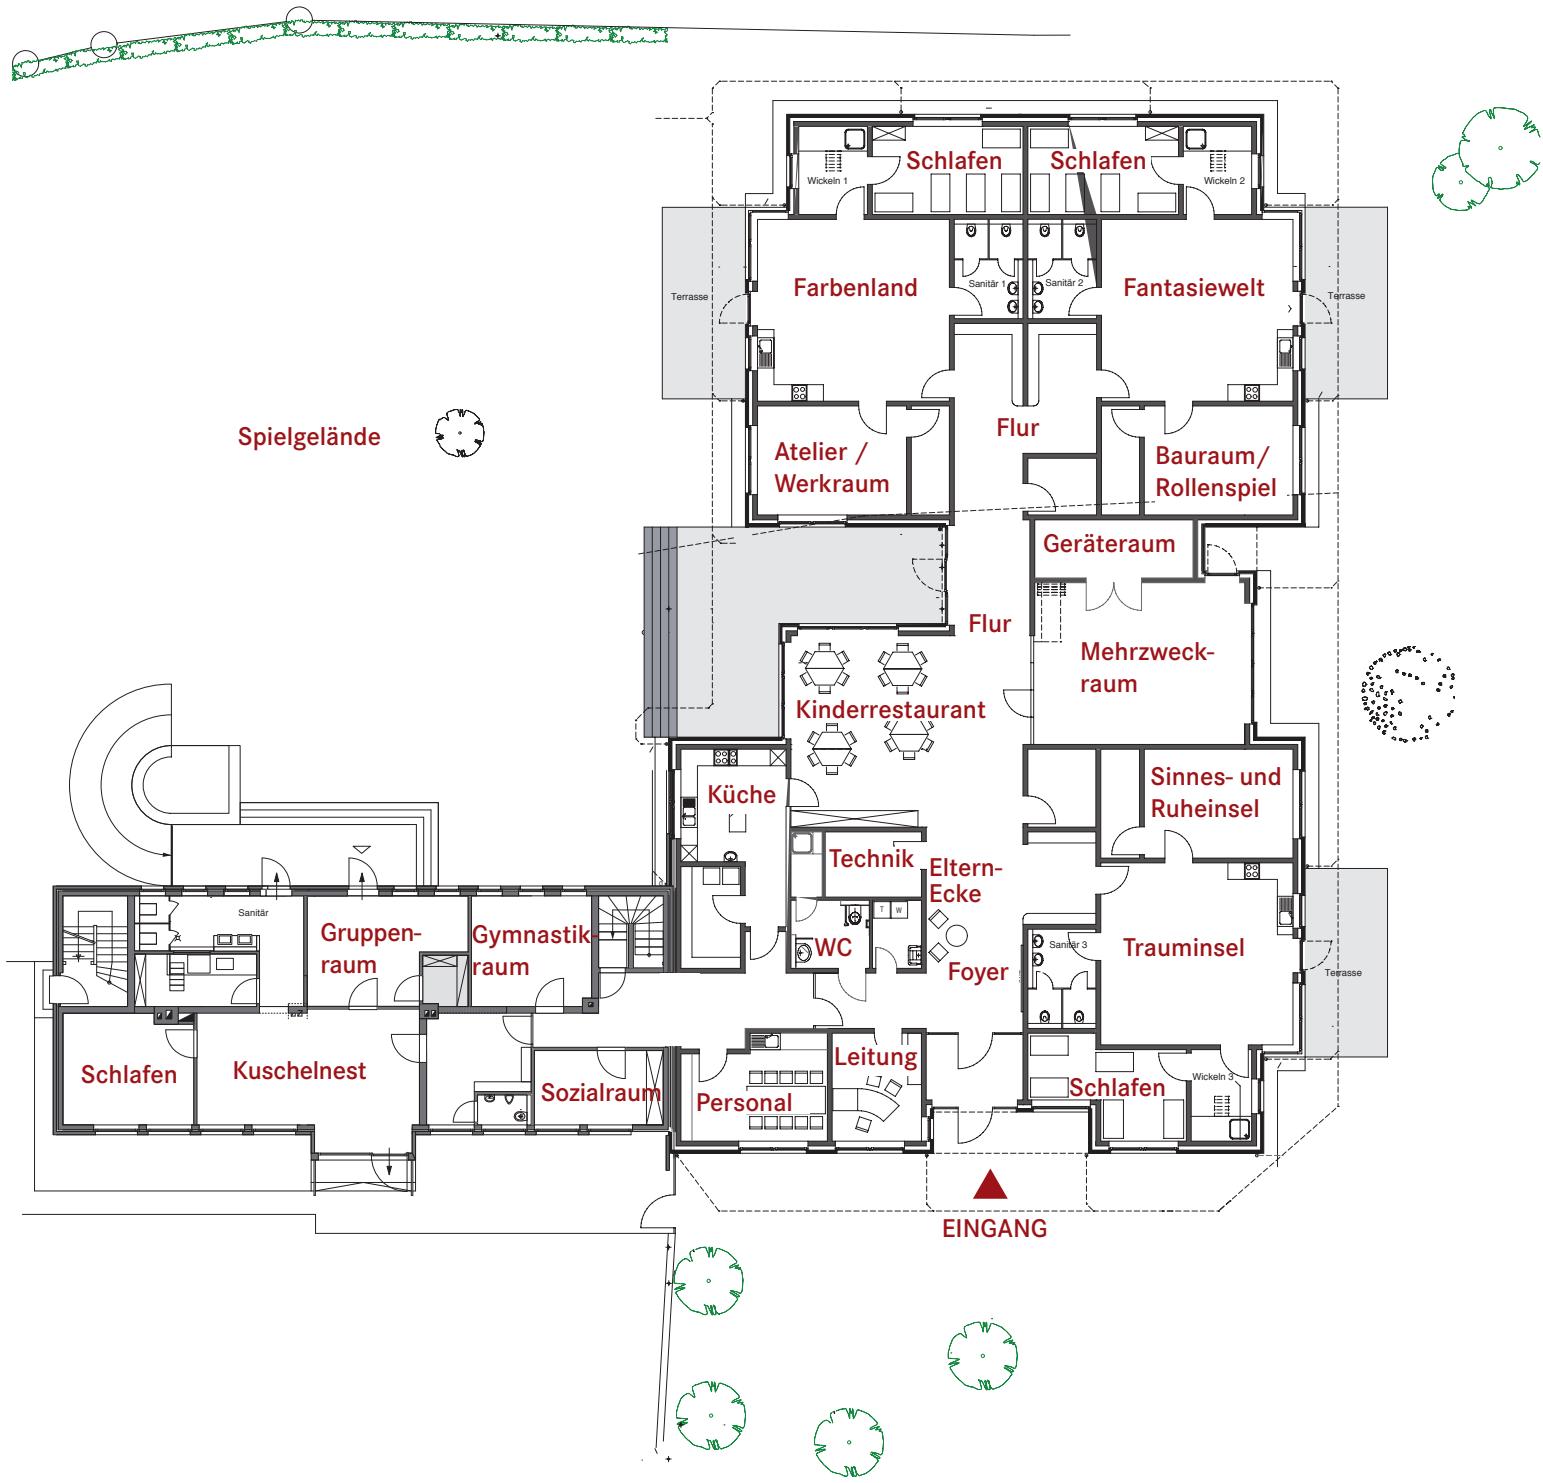 Schlafen
Schlafen
Wickeln 1
Wickeln 2
Farbenland
Sanitär 1
Sanitär 2
Fantasiewelt
Terrasse
Terrasse
Spielgelände
Flur
Atelier /
Werkraum
Bauraum/
Rollenspiel
Geräteraum
Flur
Mehrzweck-
raum
Kinderrestaurant
Küche
Sinnes- und
Ruheinsel
Technik
Eltern-
Ecke
T W
Sanitär
Gruppen-
raum
Gymnastik-
raum
WC
Foyer
Sanitär 3
Trauminsel
Terrasse
Schlafen
Kuschelnest
Sozialraum
Personal
Leitung
Schlafen
Wickeln 3
EINGANG